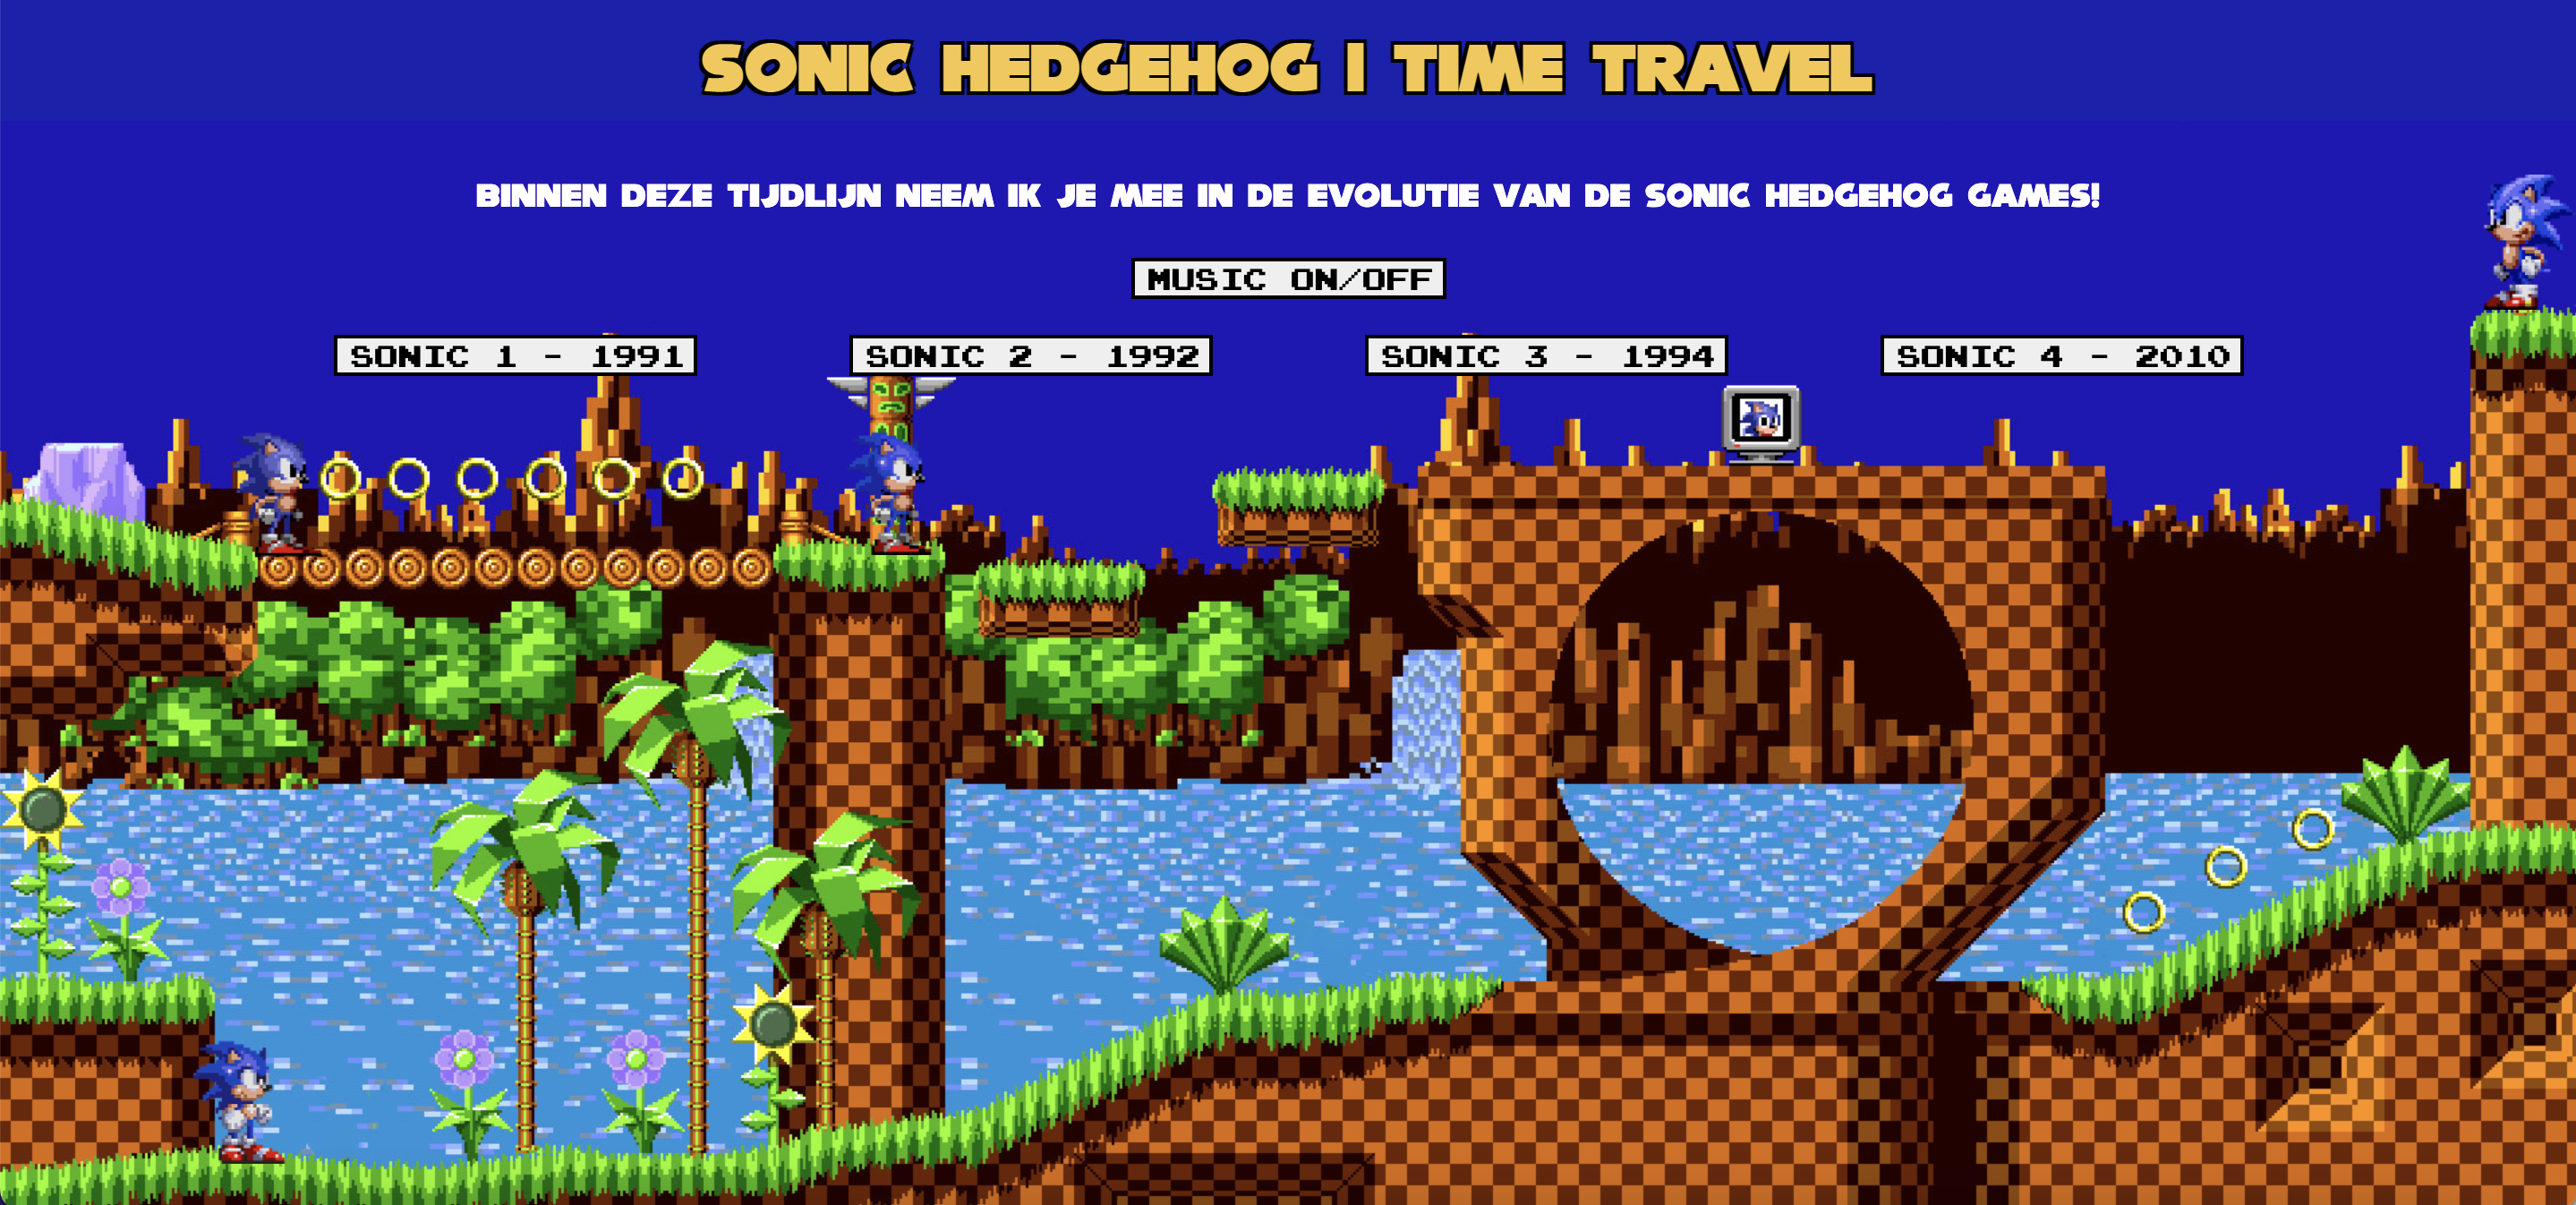 SONIC HEDGEHOG | TIME TRAVEL
BINNEN DEZE TIJDLIJN NEEM IK JE MEE IN DE EVOLUTIE VAN DE SONIC HEDGEHOG GAMES!
MUSIC ON/OFF
SONIC 1 - 1991
SONIC 2 - 1992
SONIC 3 - 1994
SONIC 4 - 2010